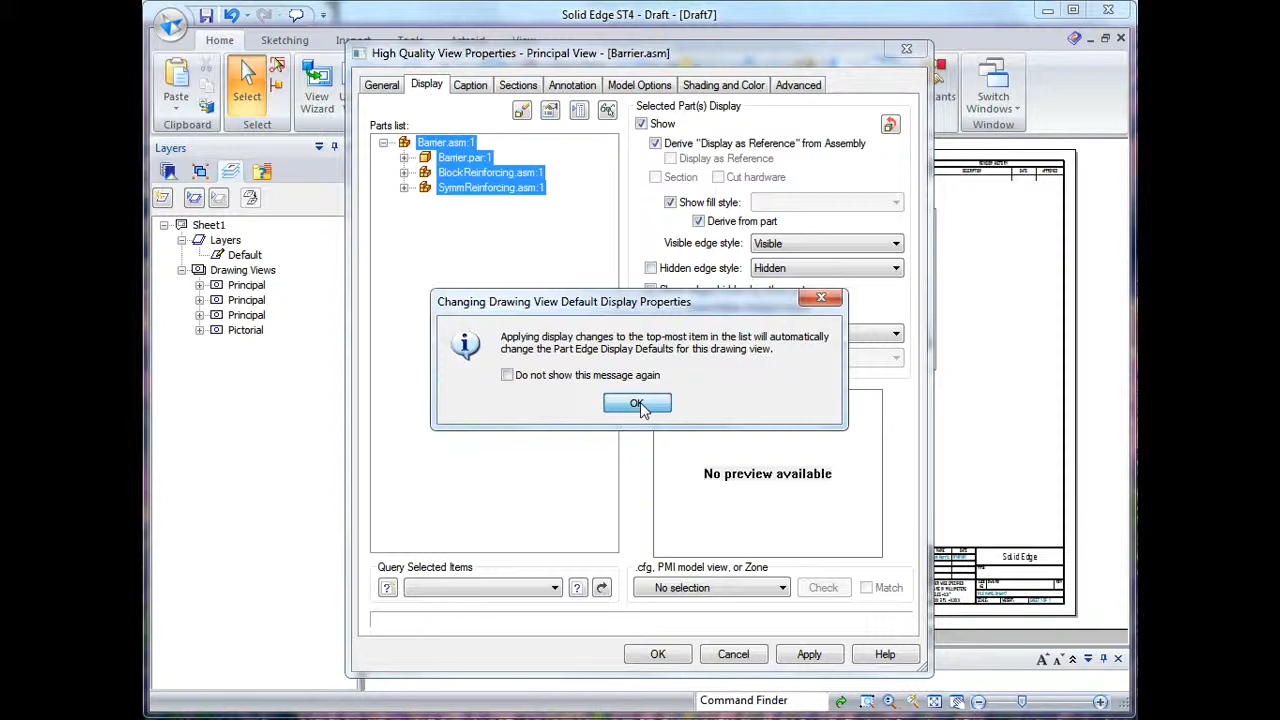 Solid Edge ST4 - Draft - [Draft7]
Home
Sketching
High Quality View Properties - Principal View - [Barrier.asm]
General
Display
Caption
Sections
Annotation
Model Options
Shading and Color
Advanced
Paste
Clipboard
Select
Select
View
Wizard
Switch
Windows
Window
Parts list:
Barrier.asm:1
Barrier.par:1
BlockReinforcing.asm:1
SymmReinforcing.asm:1
Selected Part(s) Display
Show
Derive "Display as Reference" from Assembly
Display as Reference
Section
Cut hardware
Show fill style:
Derive from part
Visible edge style:
Visible
Hidden edge style:
Hidden
Layers
Sheet1
Layers
Default
Drawing Views
Principal
Principal
Principal
Pictorial
Changing Drawing View Default Display Properties
Applying display changes to the top-most item in the list will automatically
change the Part Edge Display Defaults for this drawing view.
Do not show this message again
OK
No preview available
Query Selected Items
.cfg, PMI model view, or Zone
No selection
Check
Match
OK
Cancel
Apply
Help
Solid Edge
Command Finder